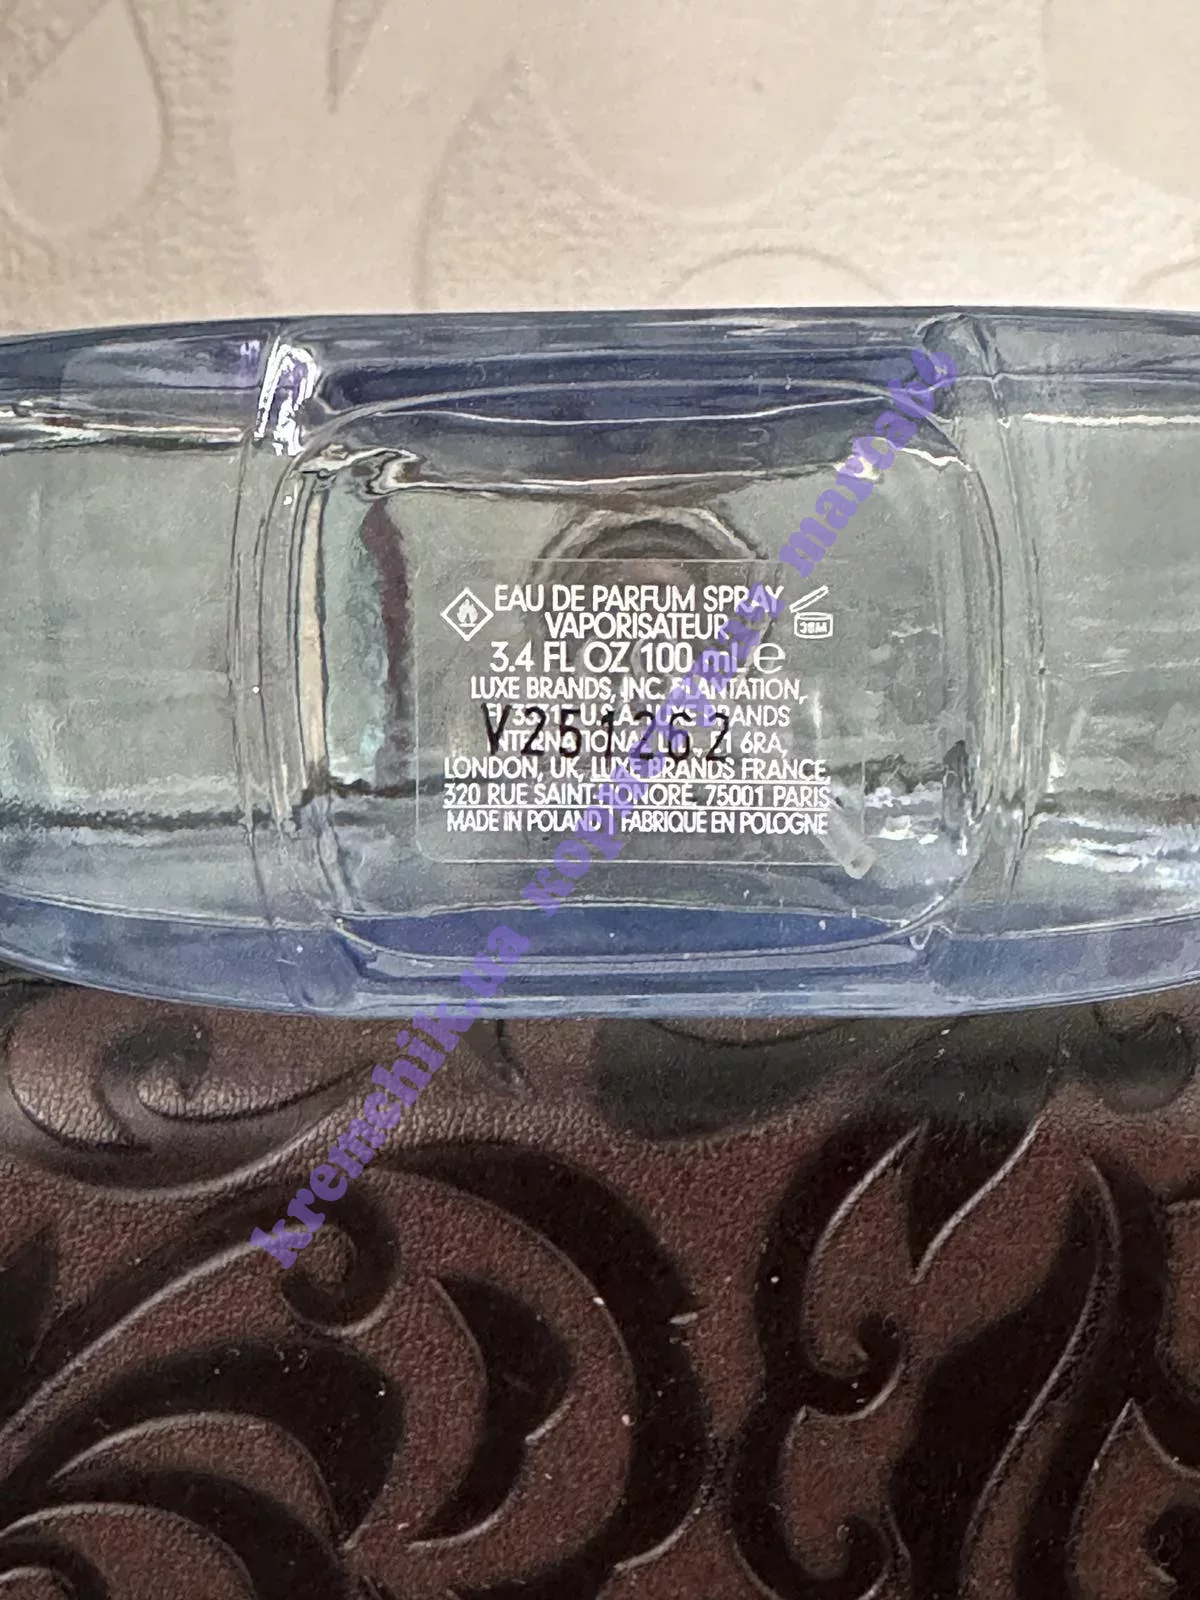 EAU DE PARFUM SPRAY
VAPORISATEUR
3.4 FL OZ 100 mL e
36M
LUXE BRANDS, INC. PLANTATION,
U.S.A. LUXE BRANDS
V251262
INTERNATIONAL 6RA,
LONDON, UK, LUXE BRANDS FRANCE,
320 RUE SAINT-HONORÉ, 75001 PARIS
MADE IN POLAND | FABRIQUE EN POLOGNE
kremchik.ua